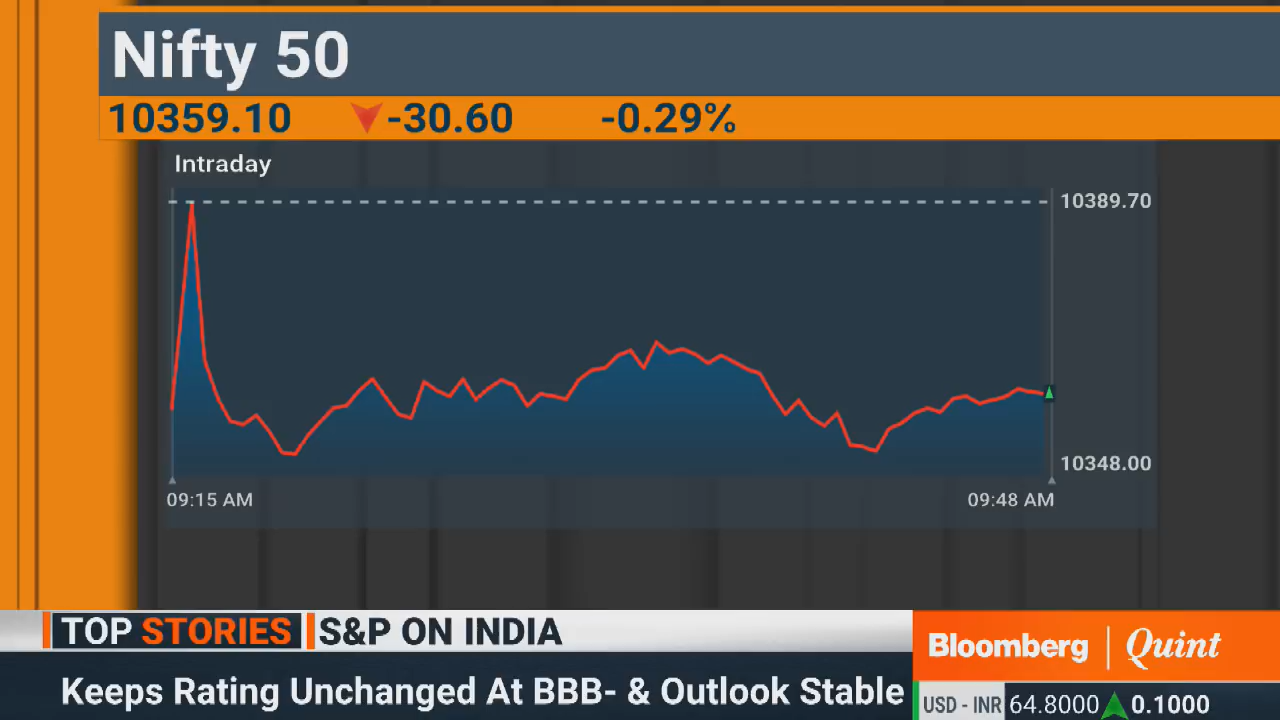 Nifty 50
10359.10 -30.60 -0.29%
Intraday
10389.70
10348.00
09:15 AM 09:48 AM
TOP STORIES S&P ON INDIA
Keeps Rating Unchanged At BBB- & Outlook Stable
Bloomberg | Quint
USD - INR 64.8000 0.1000